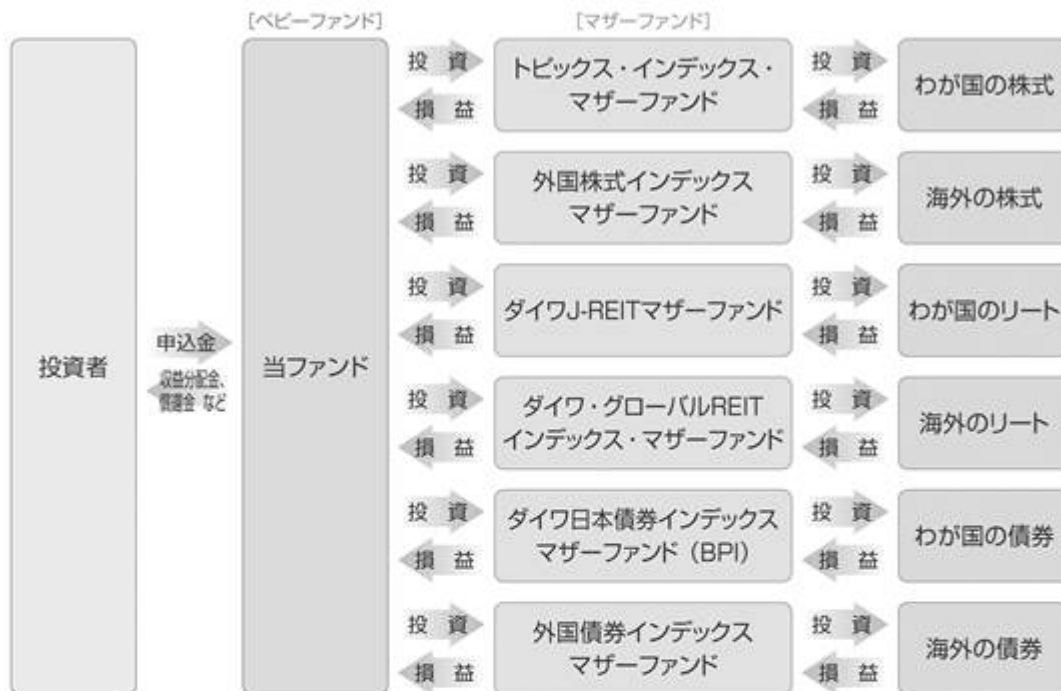 [ベビーファンド]
[マザーファンド]
投資者
申込金
収益分配金、
償還金 など
当ファンド
投 資
損 益
トピックス・インデックス・
マザーファンド
投 資
損 益
わが国の株式
投 資
損 益
外国株式インデックス
マザーファンド
投 資
損 益
海外の株式
投 資
損 益
ダイワJ-REITマザーファンド
投 資
損 益
わが国のリート
投 資
損 益
ダイワ・グローバルREIT
インデックス・マザーファンド
投 資
損 益
海外のリート
投 資
損 益
ダイワ日本債券インデックス
マザーファンド（BPI）
投 資
損 益
わが国の債券
投 資
損 益
外国債券インデックス
マザーファンド
投 資
損 益
海外の債券